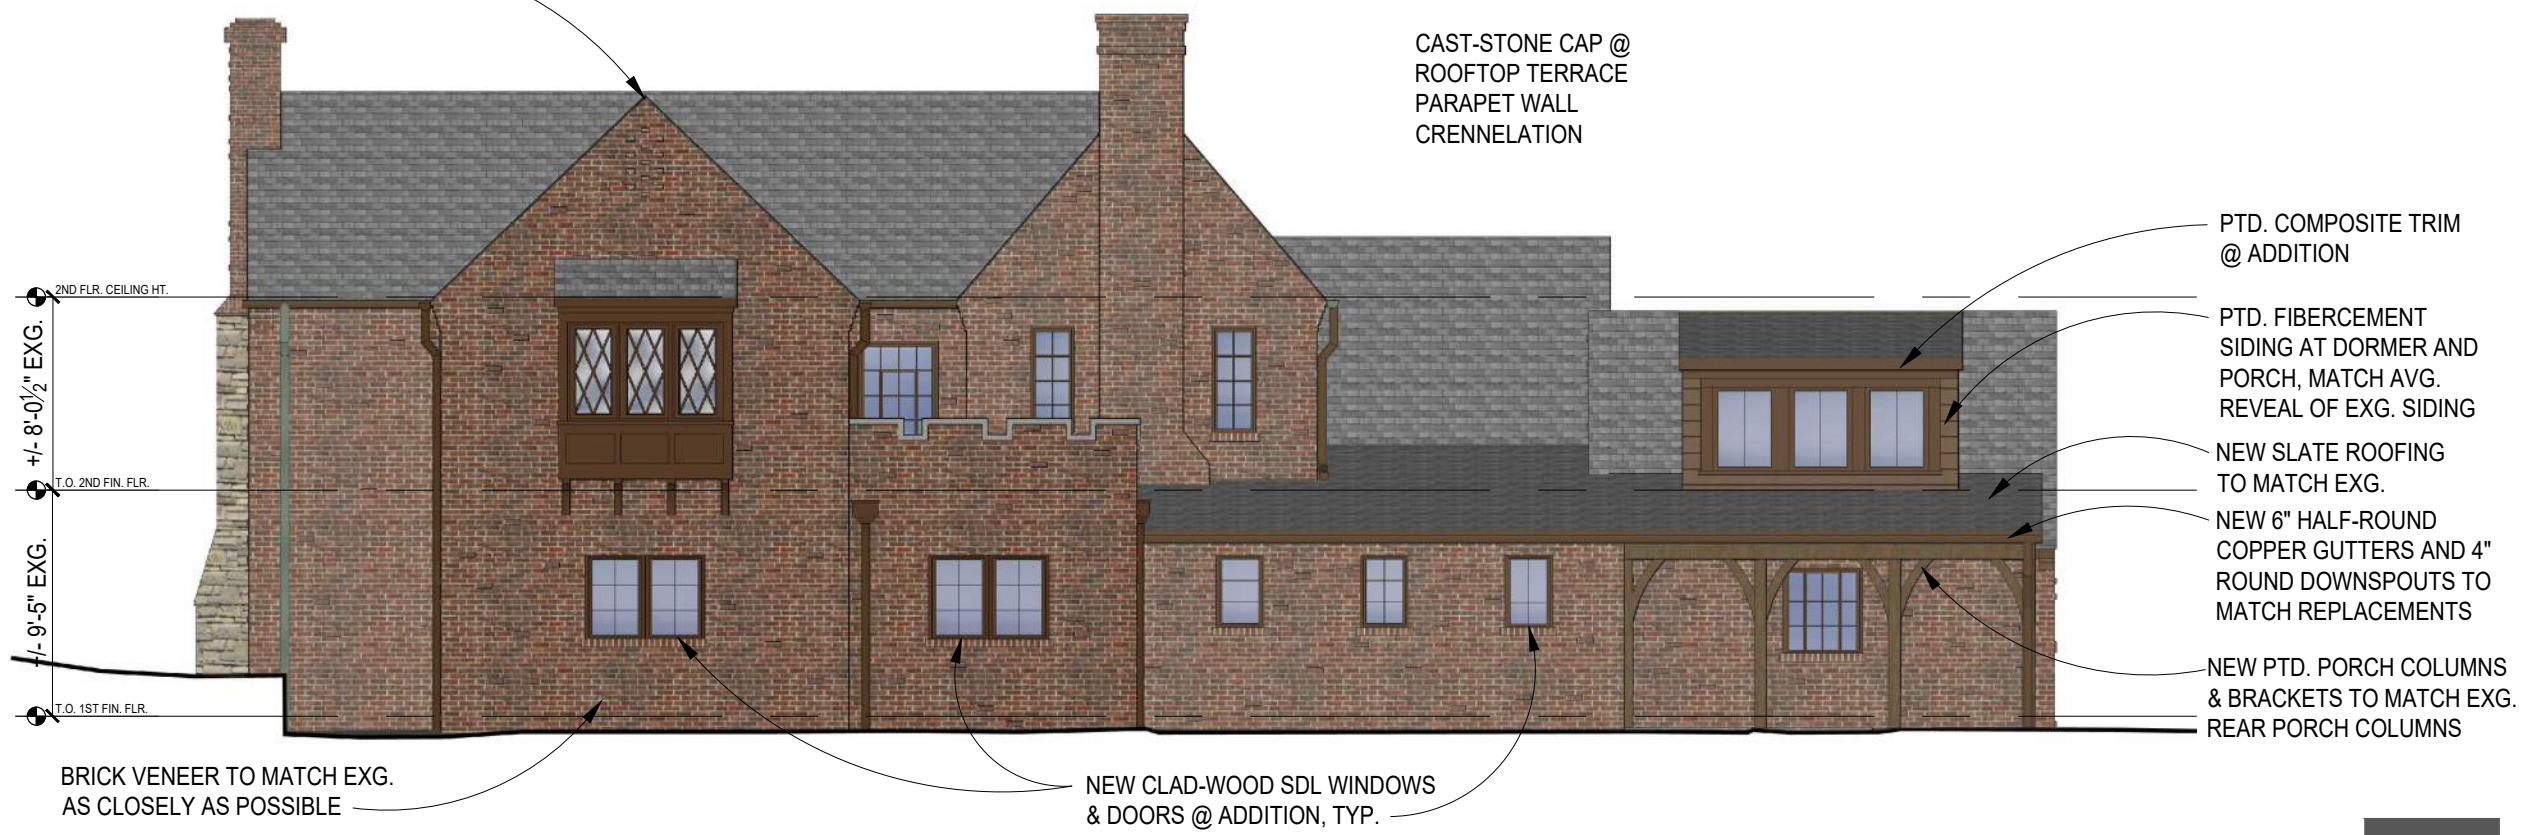 CAST-STONE CAP @
ROOFTOP TERRACE
PARAPET WALL
CRENNELATION
PTD. COMPOSITE TRIM
@ ADDITION
PTD. FIBERCEMENT
SIDING AT DORMER AND
PORCH, MATCH AVG.
REVEAL OF EXG. SIDING
NEW SLATE ROOFING
TO MATCH EXG.
NEW 6" HALF-ROUND
COPPER GUTTERS AND 4"
ROUND DOWNSPOUTS TO
MATCH REPLACEMENTS
NEW PTD. PORCH COLUMNS
& BRACKETS TO MATCH EXG.
REAR PORCH COLUMNS
2ND FLR. CEILING HT.
+/- 8'-0½" EXG.
T.O. 2ND FIN. FLR.
+/- 9'-5" EXG.
T.O. 1ST FIN. FLR.
BRICK VENEER TO MATCH EXG.
AS CLOSELY AS POSSIBLE
NEW CLAD-WOOD SDL WINDOWS
& DOORS @ ADDITION, TYP.